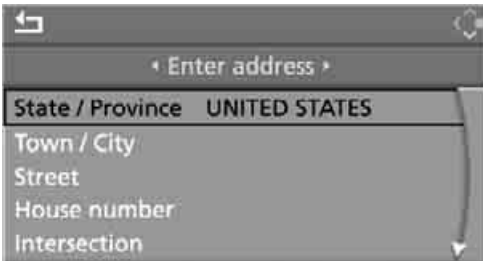 Enter address
State / Province UNITED STATES
Town / City
Street
House number
Intersection